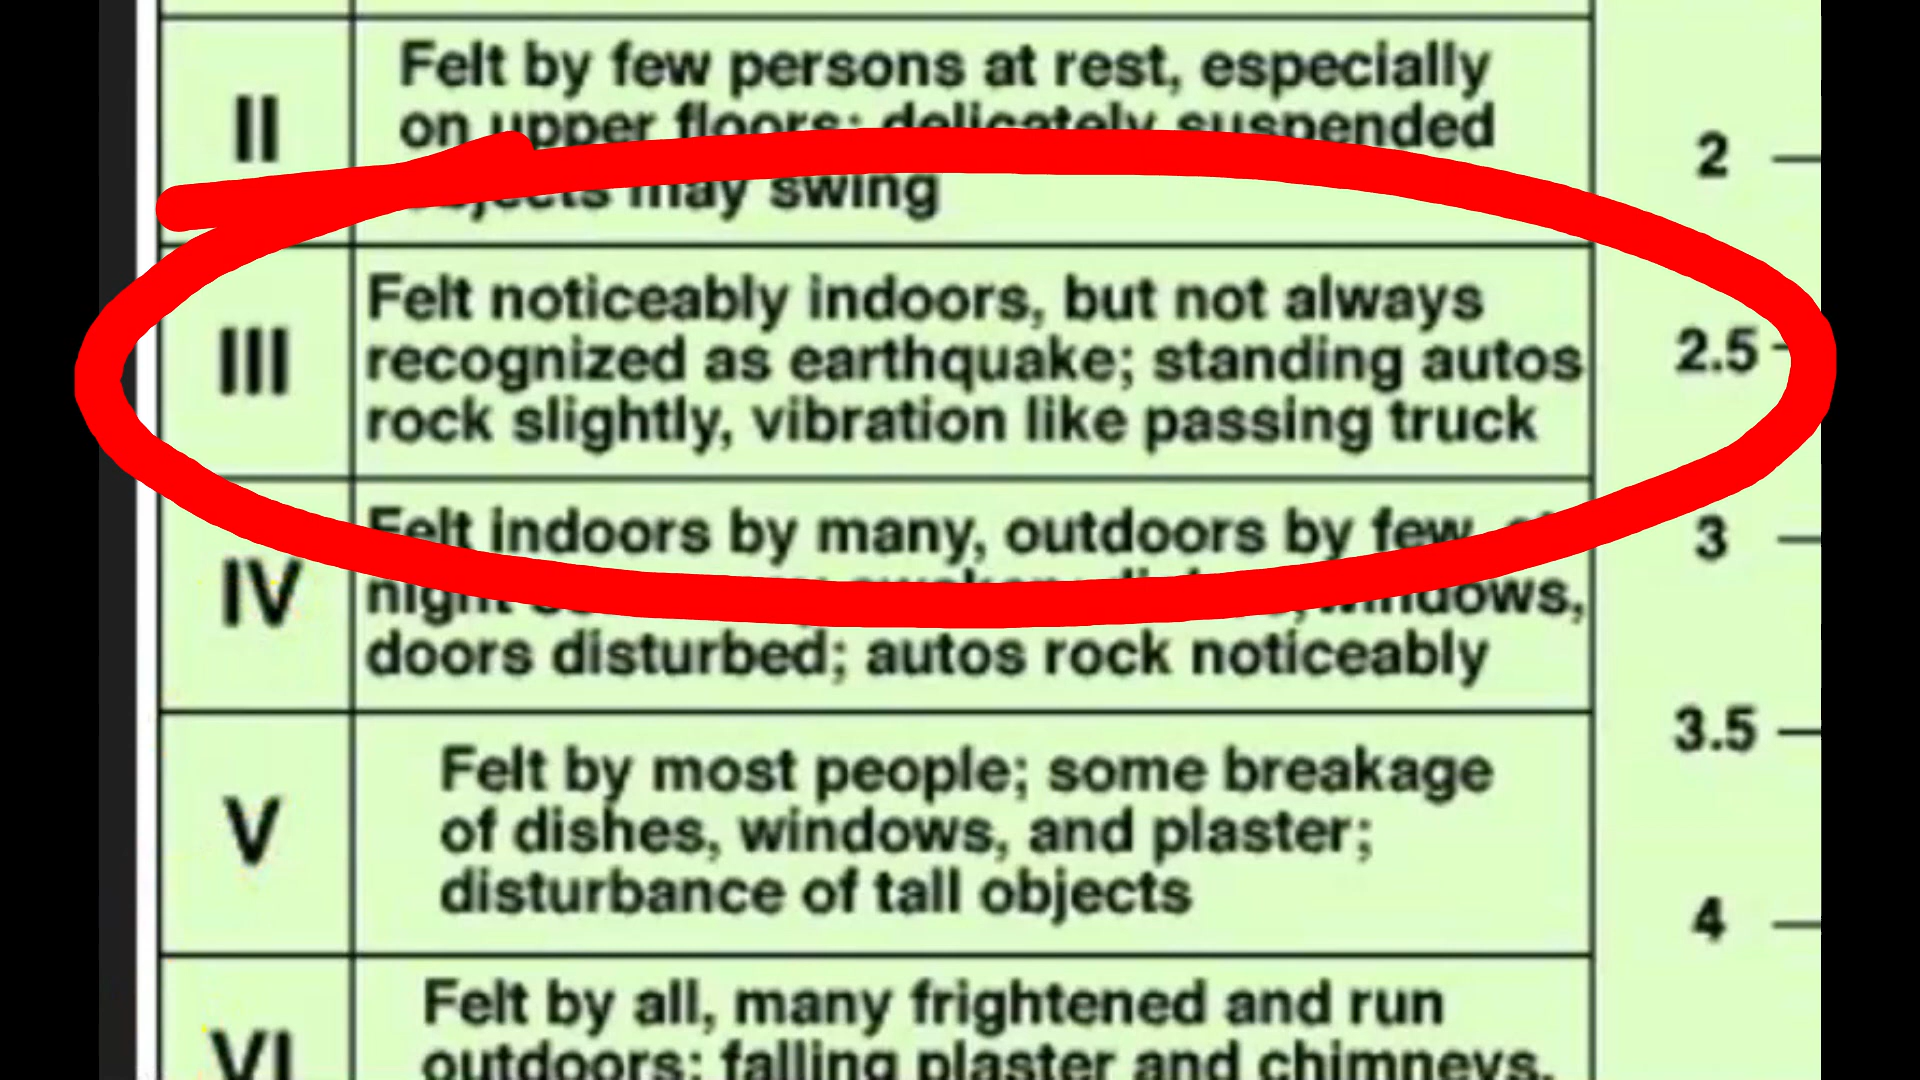 II
Felt by few persons at rest, especially
on upper floors; delicately suspended
objects may swing
2
III
Felt noticeably indoors, but not always
recognized as earthquake; standing autos
rock slightly, vibration like passing truck
2.5
IV
Felt indoors by many, outdoors by few,
night windows,
doors disturbed; autos rock noticeably
3
3.5
V
Felt by most people; some breakage
of dishes, windows, and plaster;
disturbance of tall objects
4
VI
Felt by all, many frightened and run
outdoors; falling plaster and chimneys,